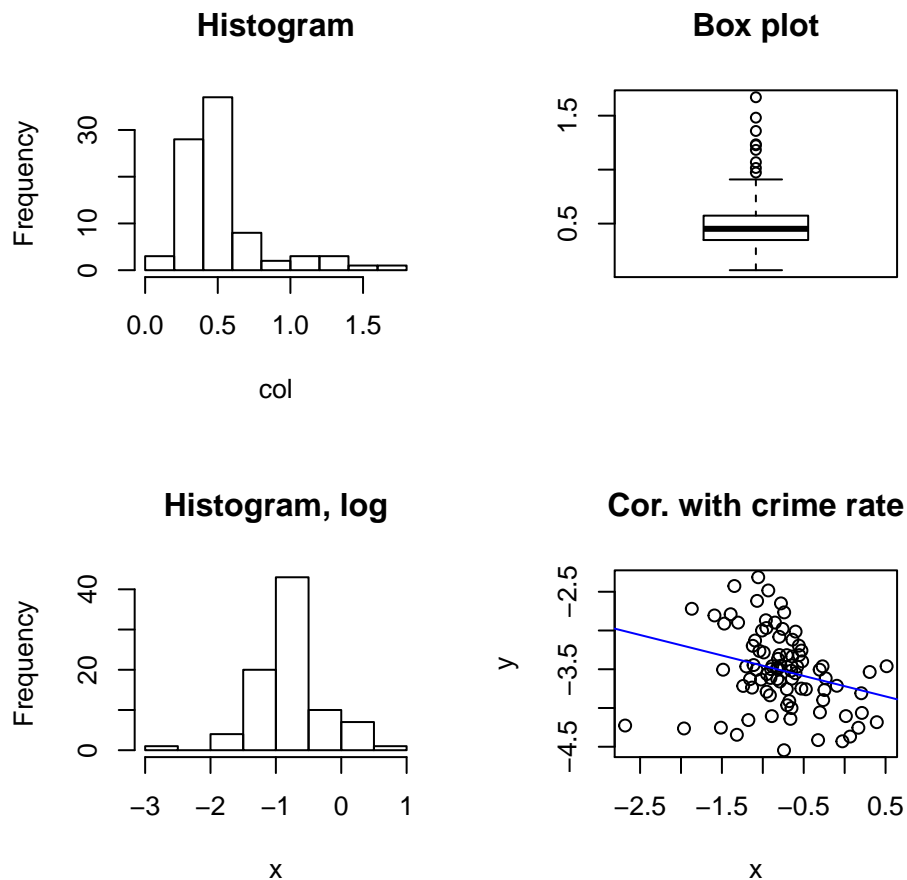 Histogram
Frequency
30
10
0
0.0 0.5 1.0 1.5
col
Box plot
1.5
0.5
Histogram, log
Frequency
40
20
0
−3 −2 −1 0 1
x
Cor. with crime rate
y
−2.5
−3.5
−4.5
−2.5 −1.5 −0.5 0.5
x